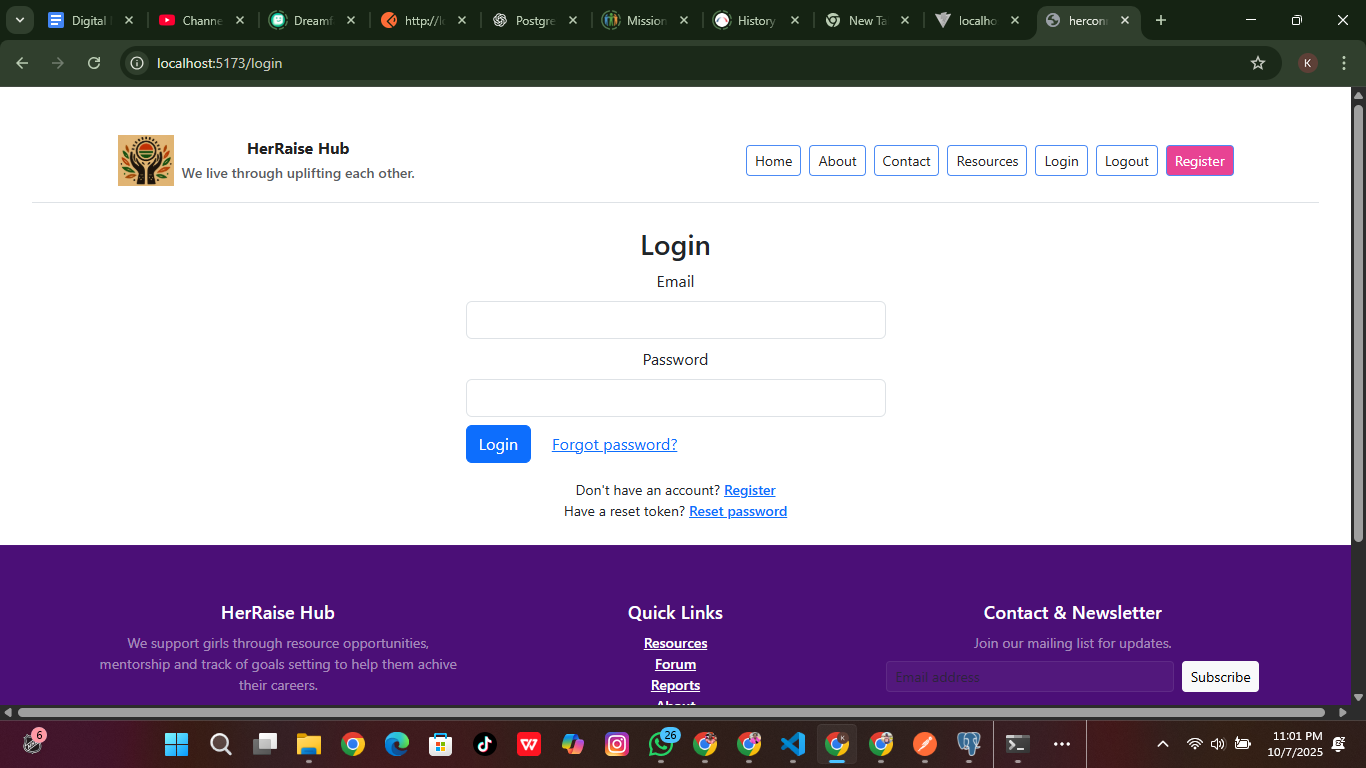 Digital
Channe
Dreamf
http://l
Postgre
Mission
History
New Ta
localho
herconn
localhost:5173/login
K
HerRaise Hub
We live through uplifting each other.
Home
About
Contact
Resources
Login
Logout
Register
Login
Email
Password
Login
Forgot password?
Don't have an account? Register
Have a reset token? Reset password
HerRaise Hub
We support girls through resource opportunities,
mentorship and track of goals setting to help them achive
their careers.
Quick Links
Resources
Forum
Reports
About
Contact & Newsletter
Join our mailing list for updates.
Email address
Subscribe
6
26
11:01 PM
10/7/2025